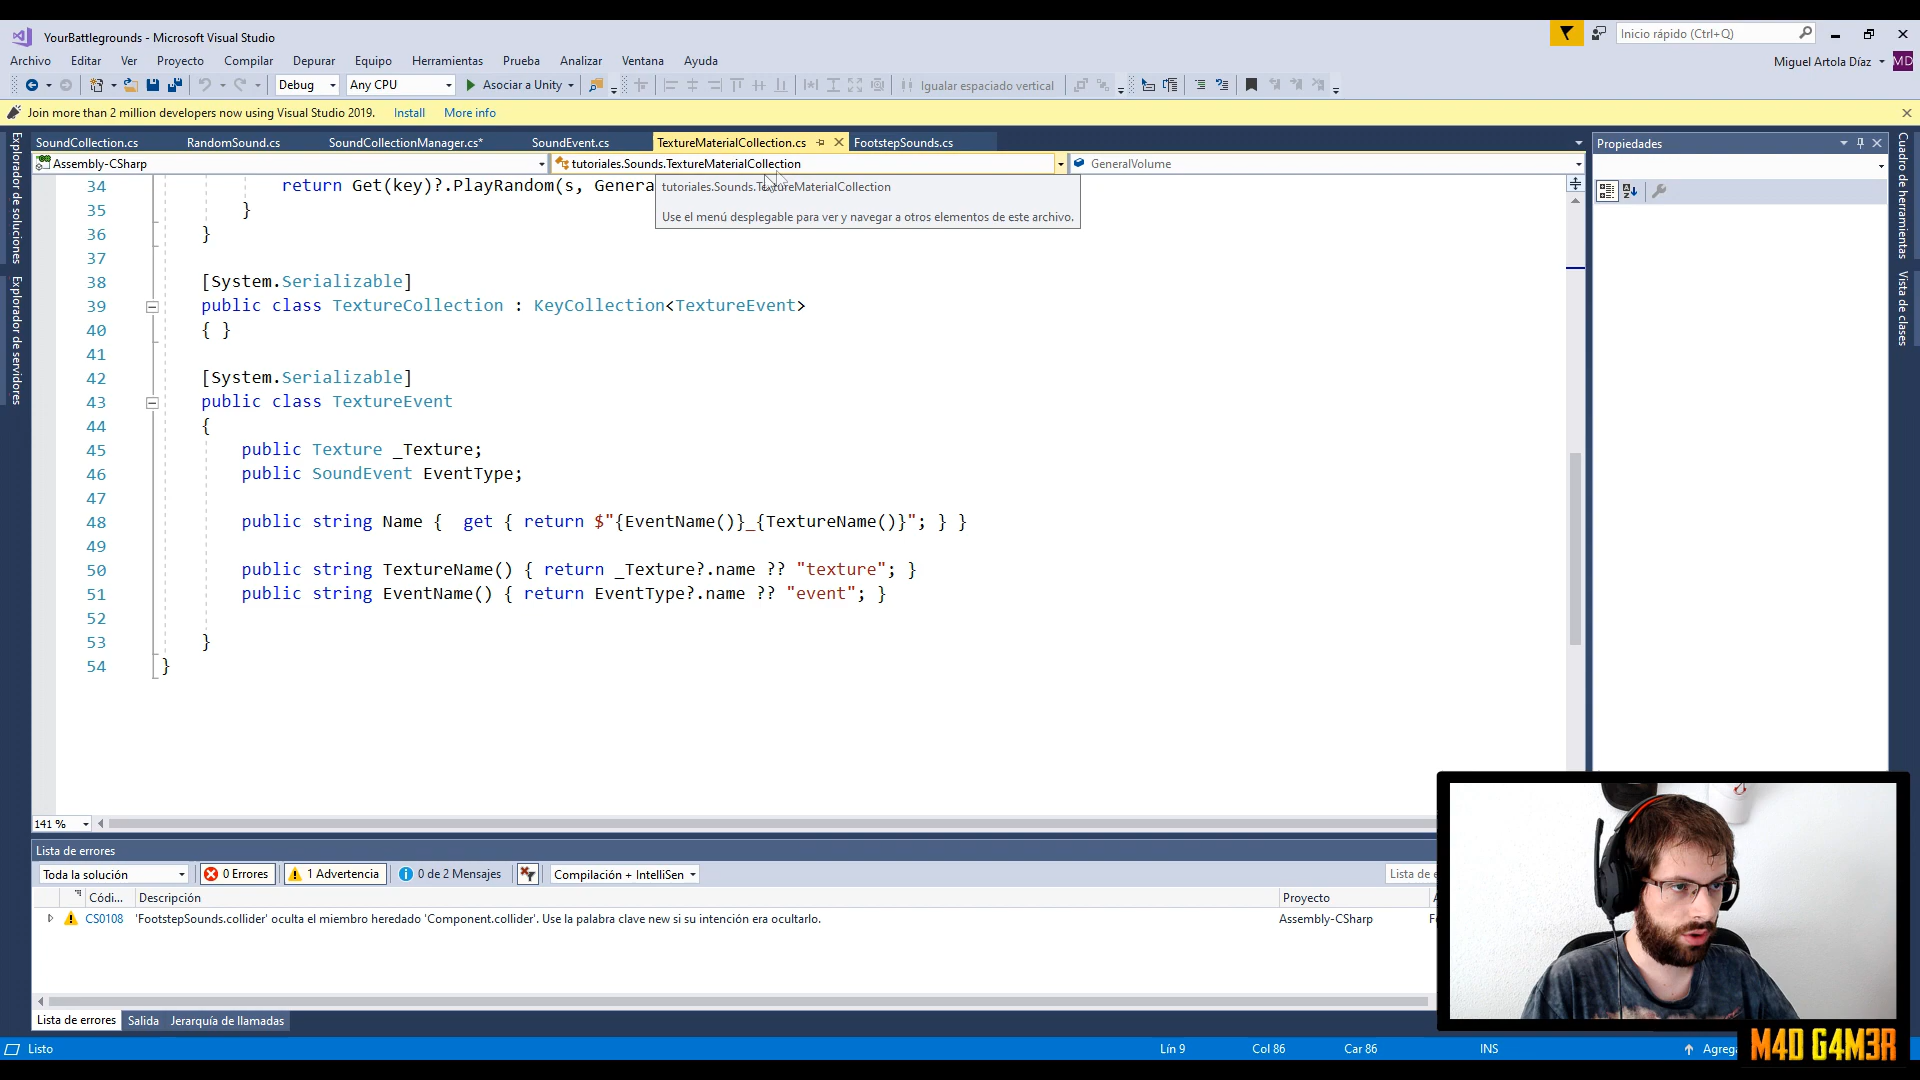 YourBattlegrounds - Microsoft Visual Studio
Inicio rápido (Ctrl+Q)
Archivo Editar Ver Proyecto Compilar Depurar Equipo Herramientas Prueba Analizar Ventana Ayuda
Miguel Artola Díaz MD
Debug Any CPU Asociar a Unity Igualar espaciado vertical
Join more than 2 million developers now using Visual Studio 2019. Install More info
SoundCollection.cs RandomSound.cs SoundCollectionManager.cs* SoundEvent.cs TextureMaterialCollection.cs FootstepSounds.cs
Propiedades
Assembly-CSharp tutoriales.Sounds.TextureMaterialCollection GeneralVolume
Explorador de soluciones
Explorador de servidores
Cuadro de herramientas
Vista de clases
tutoriales.Sounds.TextureMaterialCollection
Use el menú desplegable para ver y navegar a otros elementos de este archivo.
34 return Get(key)?.PlayRandom(s, Genera
35 }
36 }
37
38 [System.Serializable]
39 public class TextureCollection : KeyCollection<TextureEvent>
40 { }
41
42 [System.Serializable]
43 public class TextureEvent
44 {
45 public Texture _Texture;
46 public SoundEvent EventType;
47
48 public string Name {  get { return $"{EventName()}_{TextureName()}"; } }
49
50 public string TextureName() { return _Texture?.name ?? "texture"; }
51 public string EventName() { return EventType?.name ?? "event"; }
52
53 }
54 }
141 %
Lista de errores
Toda la solución 0 Errores 1 Advertencia 0 de 2 Mensajes Compilación + IntelliSen Lista de e
Códi... Descripción Proyecto
CS0108 'FootstepSounds.collider' oculta el miembro heredado 'Component.collider'. Use la palabra clave new si su intención era ocultarlo. Assembly-CSharp
Lista de errores Salida Jerarquía de llamadas
Listo Lín 9 Col 86 Car 86 INS Agrega
M4D G4M3R